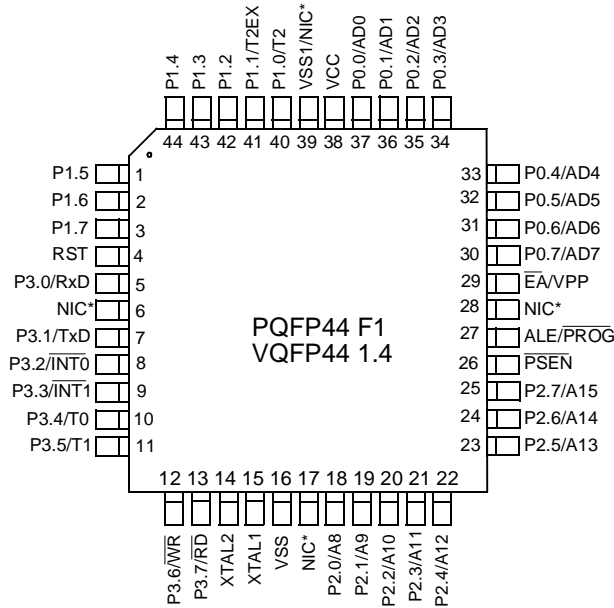 P1.4
P1.3
P1.2
P1.1/T2EX
P1.0/T2
VSS1/NIC*
VCC
P0.0/AD0
P0.1/AD1
P0.2/AD2
P0.3/AD3
44
43
42
41
40
39
38
37
36
35
34
P1.5
P1.6
P1.7
RST
P3.0/RxD
NIC*
P3.1/TxD
P3.2/INT0
P3.3/INT1
P3.4/T0
P3.5/T1
1
2
3
4
5
6
7
8
9
10
11
PQFP44 F1
VQFP44 1.4
33
32
31
30
29
28
27
26
25
24
23
P0.4/AD4
P0.5/AD5
P0.6/AD6
P0.7/AD7
EA/VPP
NIC*
ALE/PROG
PSEN
P2.7/A15
P2.6/A14
P2.5/A13
12
13
14
15
16
17
18
19
20
21
22
P3.6/WR
P3.7/RD
XTAL2
XTAL1
VSS
NIC*
P2.0/A8
P2.1/A9
P2.2/A10
P2.3/A11
P2.4/A12